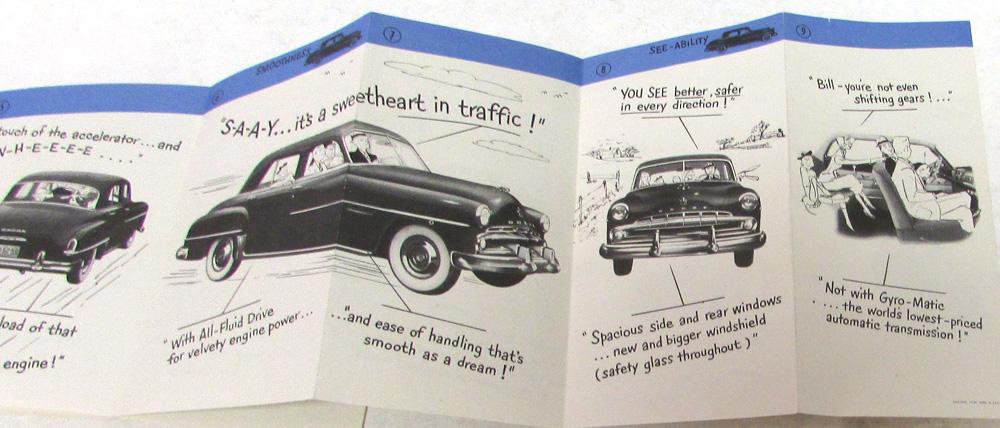 5
touch of the accelerator... and
W-H-E-E-E-E ...."
load of that
engine!"
SMOOTHNESS
7
"S-A-A-Y... it's a sweetheart in traffic!"
"With All-Fluid Drive
for velvety engine power...
..."and ease of handling that's
smooth as a dream!"
8
SEE-ABILITY
"YOU SEE better, safer
in every direction!"
DODGE
"Spacious side and rear windows
... new and bigger windshield
(safety glass throughout)"
9
"Bill - you're not even
shifting gears!..."
"Not with Gyro-Matic
. ... the worlds lowest-priced
automatic transmission!"